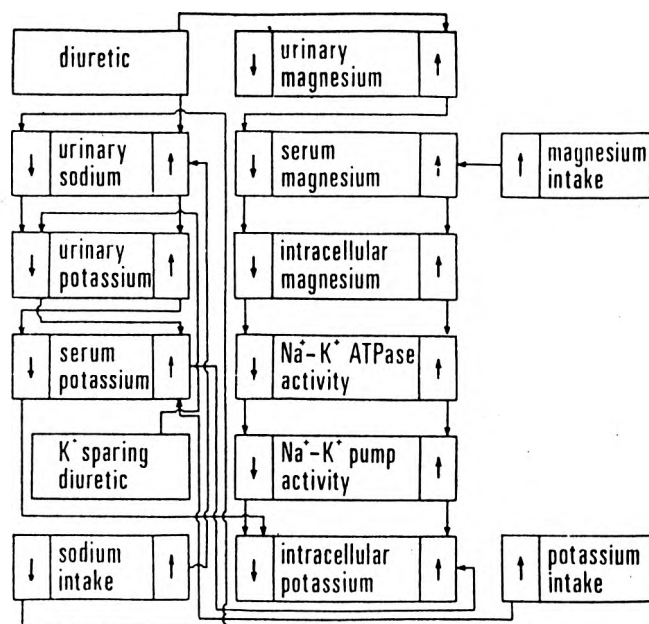 diuretic
↓ urinary magnesium ↑
↓ urinary sodium ↑
↓ serum magnesium ↑
↑ magnesium intake
↓ urinary potassium ↑
↓ intracellular magnesium ↑
↓ serum potassium ↑
↓ Na⁺-K⁺ ATPase activity ↑
K⁺ sparing diuretic
↓ Na⁺-K⁺ pump activity ↑
↓ sodium intake ↑
↓ intracellular potassium ↑
↑ potassium intake